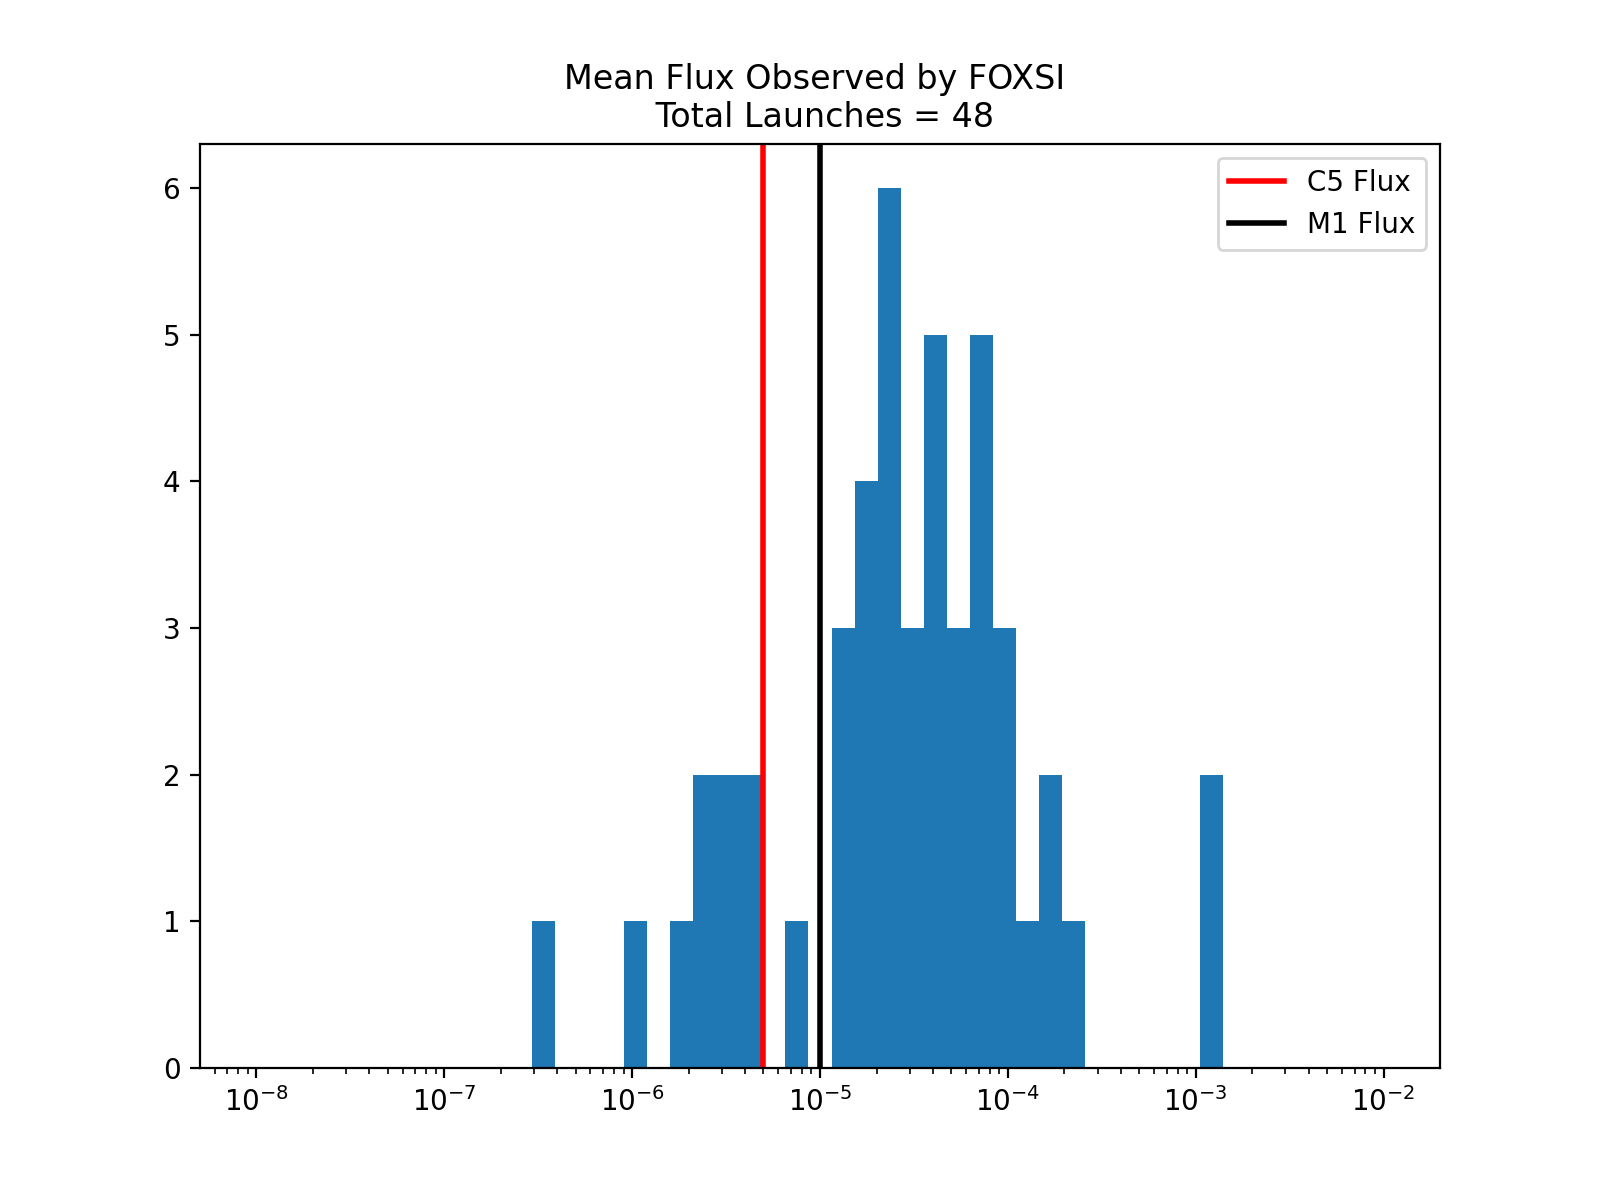 Mean Flux Observed by FOXSI
Total Launches = 48
C5 Flux
M1 Flux
6
5
4
3
2
1
0
10⁻⁸ 10⁻⁷ 10⁻⁶ 10⁻⁵ 10⁻⁴ 10⁻³ 10⁻²